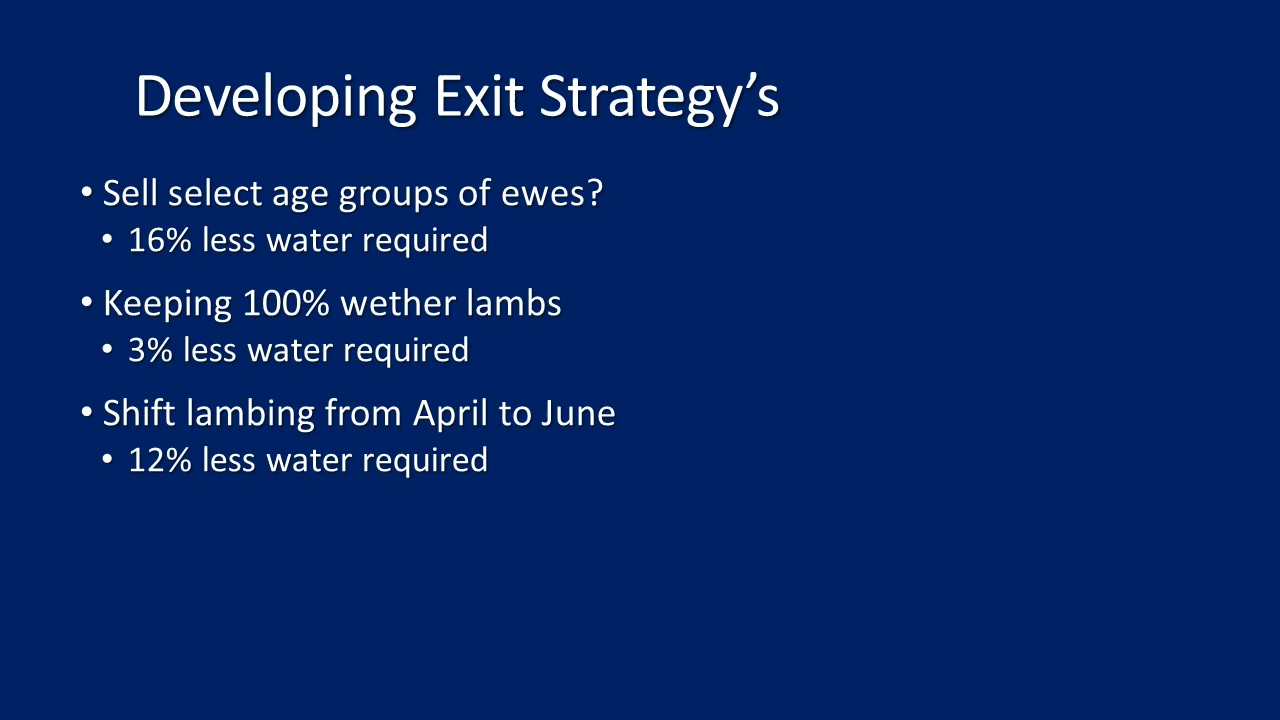 Developing Exit Strategy’s
• Sell select age groups of ewes?
• 16% less water required
• Keeping 100% wether lambs
• 3% less water required
• Shift lambing from April to June
• 12% less water required